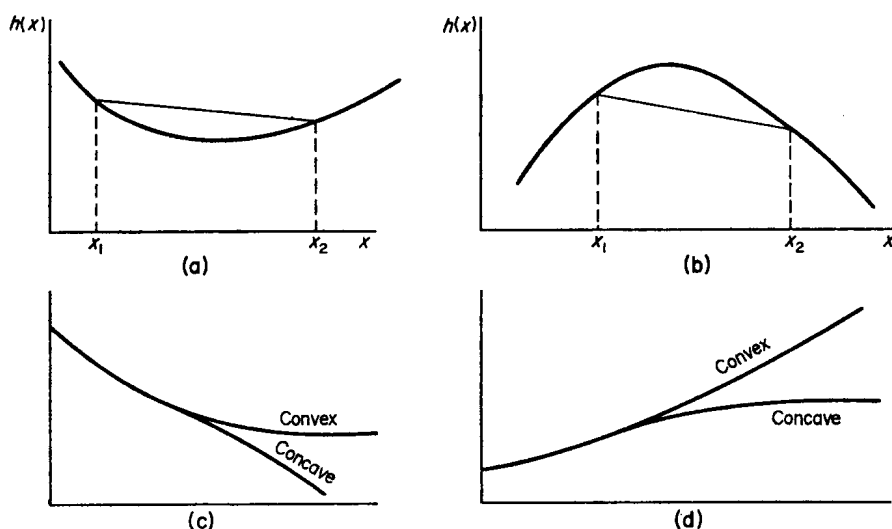 h(x)
x₁
x₂
x
(a)
h(x)
x₁
x₂
x
(b)
Convex
Concave
(c)
Convex
Concave
(d)